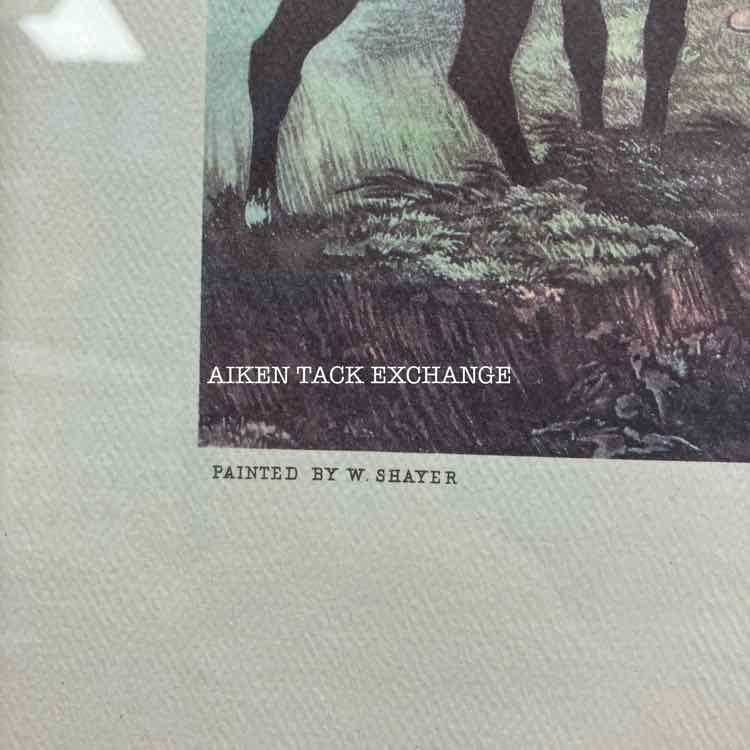 AIKEN TACK EXCHANGE
PAINTED BY W. SHAYER